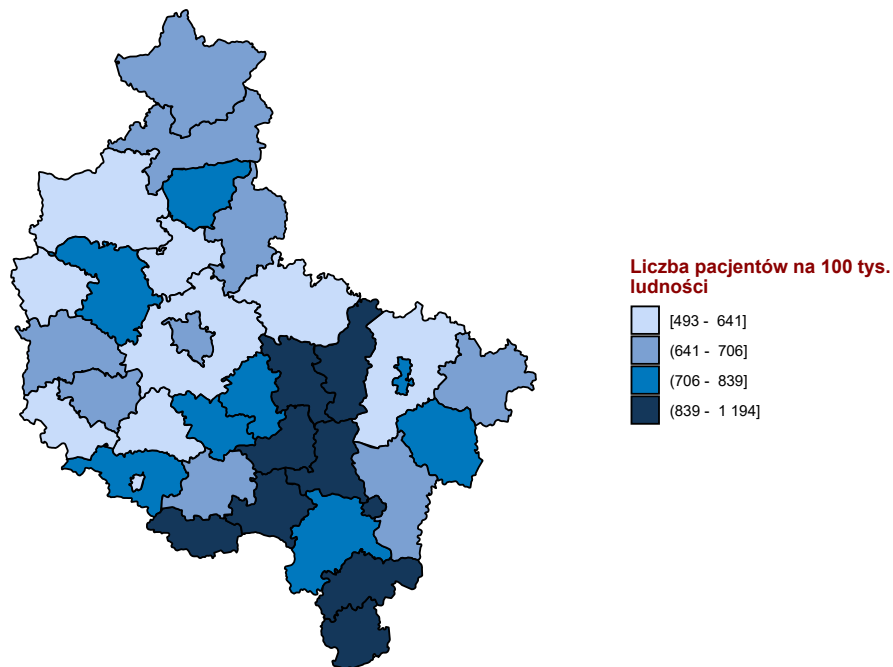 Liczba pacjentów na 100 tys.
ludności
[493 - 641]
(641 - 706]
(706 - 839]
(839 - 1 194]